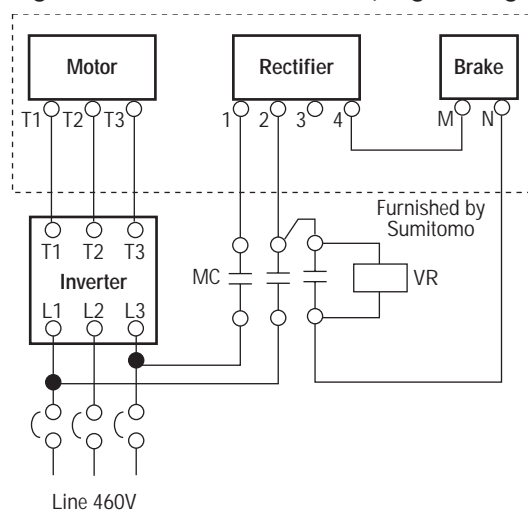 Motor
Rectifier
Brake
T1 T2 T3
1 2 3 4
M N
Furnished by
Sumitomo
T1 T2 T3
Inverter
MC
VR
L1 L2 L3
Line 460V